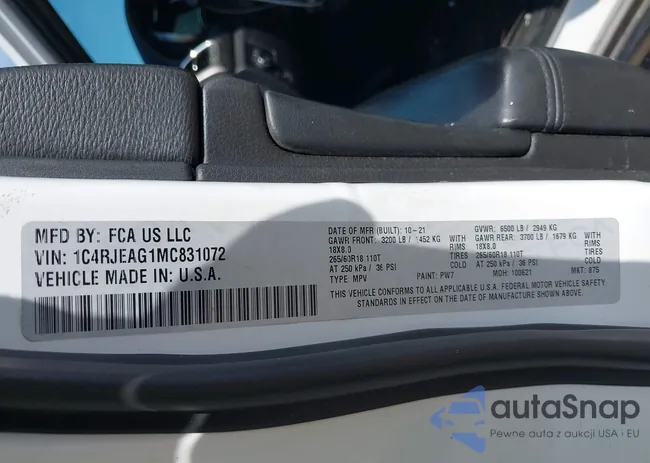 MFD BY: FCA US LLC
VIN: 1C4RJEAG1MC831072
VEHICLE MADE IN: U.S.A.
DATE OF MFR (BUILT): 10-21
GAWR FRONT: 3200 LB / 1452 KG WITH
18X8.0 RIMS
265/60R18 110T TIRES
AT 250 kPa / 36 PSI
TYPE: MPV PAINT: PW7
GVWR: 6500 LB / 2949 KG
GAWR REAR: 3700 LB / 1679 KG WITH
18X8.0 RIMS
265/60R18 110T TIRES
AT 250 kPa / 36 PSI
MDH: 100621 MKT: 875
THIS VEHICLE CONFORMS TO ALL APPLICABLE U.S.A. FEDERAL MOTOR VEHICLE SAFETY
STANDARDS IN EFFECT ON THE DATE OF MANUFACTURE SHOWN ABOVE.
autaSnap
Pewne auta z aukcji USA i EU